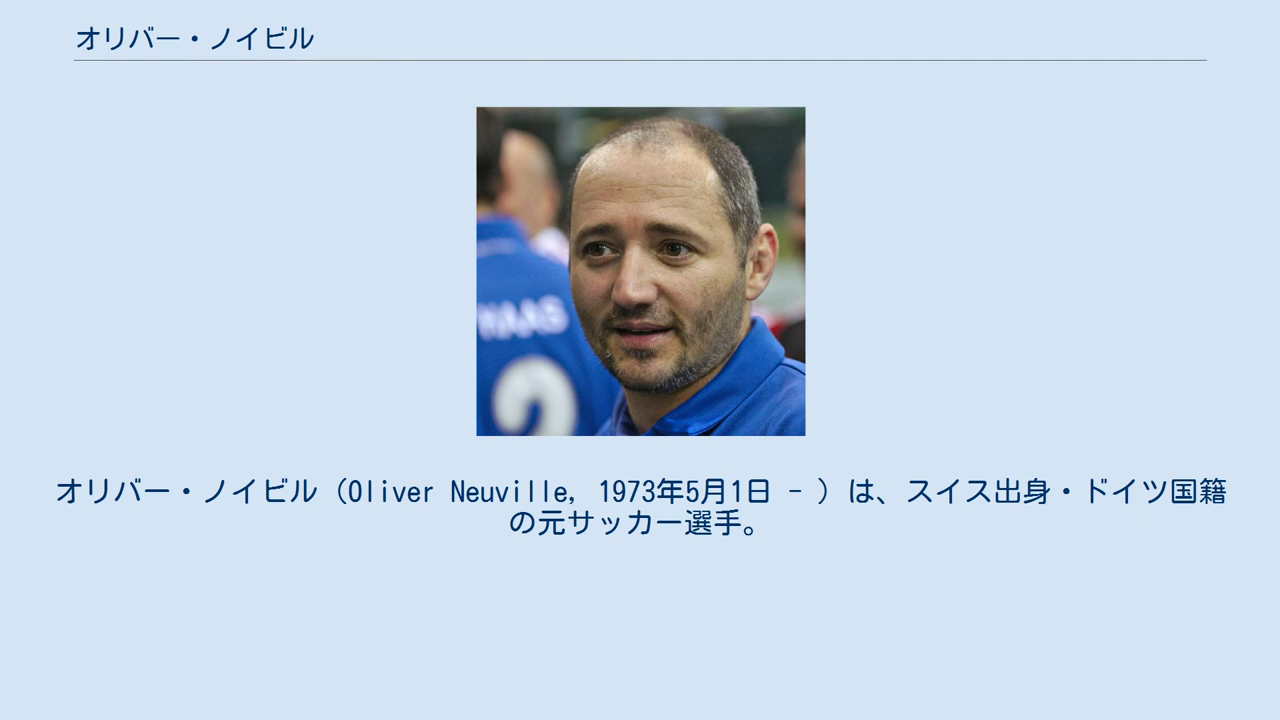 オリバー・ノイビル
HAAS
2
オリバー・ノイビル（Oliver Neuville, 1973年5月1日 - ）は、スイス出身・ドイツ国籍
の元サッカー選手。